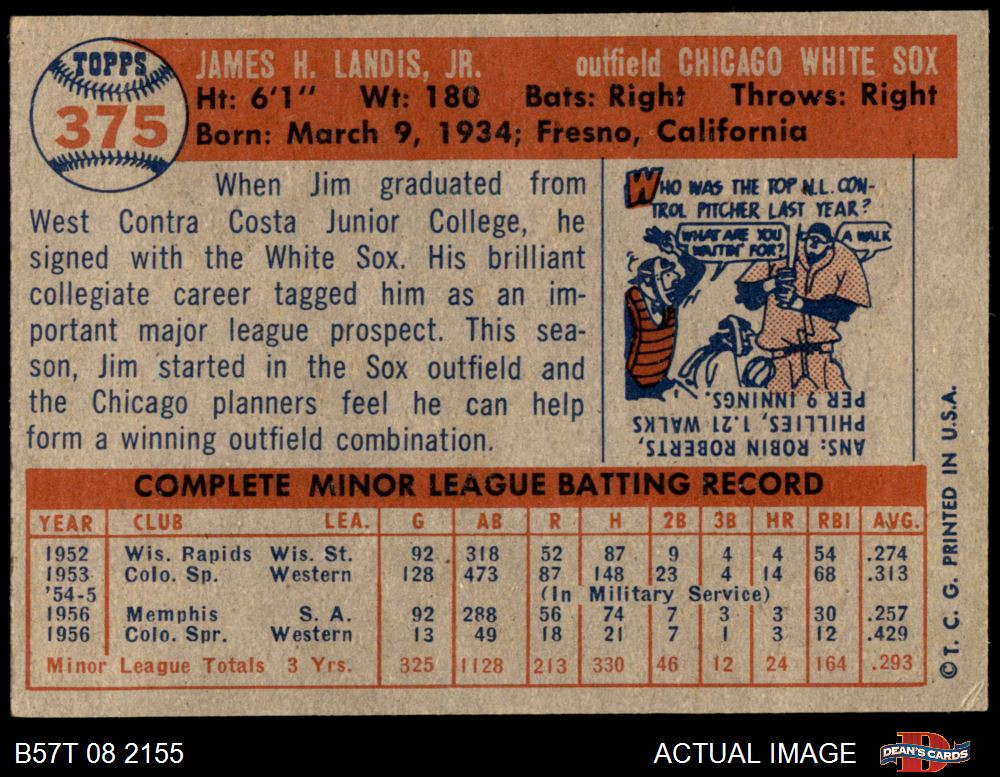 TOPPS
375
JAMES H. LANDIS, JR. outfield CHICAGO WHITE SOX
Ht: 6'1" Wt: 180 Bats: Right Throws: Right
Born: March 9, 1934; Fresno, California
When Jim graduated from
West Contra Costa Junior College, he
signed with the White Sox. His brilliant
collegiate career tagged him as an im-
portant major league prospect. This sea-
son, Jim started in the Sox outfield and
the Chicago planners feel he can help
form a winning outfield combination.
WHO WAS THE TOP N.L. CON-
TROL PITCHER LAST YEAR?
WHAT ARE YOU
WAITIN' FOR?
A WALK
ANS: ROBIN ROBERTS,
PHILLIES, 1.21 WALKS
PER 9 INNINGS.
COMPLETE MINOR LEAGUE BATTING RECORD
YEAR CLUB LEA. G AB R H 2B 3B HR RBI AVG.
1952 Wis. Rapids Wis. St. 92 318 52 87 9 4 4 54 .274
1953 Colo. Sp. Western 128 473 87 148 23 4 14 68 .313
'54-5 (In Military Service)
1956 Memphis S. A. 92 288 56 74 7 3 3 30 .257
1956 Colo. Spr. Western 13 49 18 21 7 1 3 12 .429
Minor League Totals 3 Yrs. 325 1128 213 330 46 12 24 164 .293
©T. C. G. PRINTED IN U.S.A.
B57T 08 2155 ACTUAL IMAGE
DEAN'S CARDS